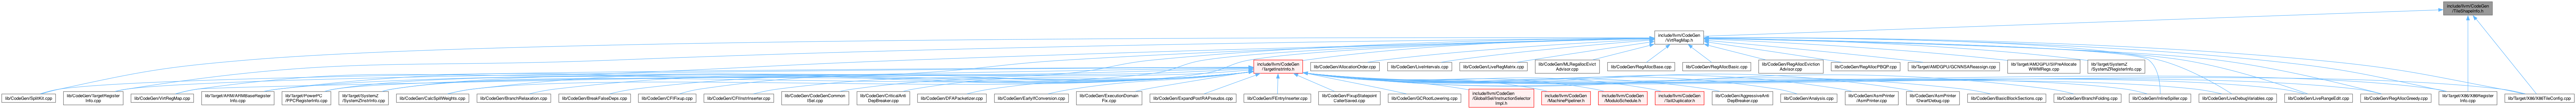 include/llvm/CodeGen
/TileShapeInfo.h
include/llvm/CodeGen
/VirtRegMap.h
include/llvm/CodeGen
/TargetInstrInfo.h
lib/CodeGen/AllocationOrder.cpp
lib/CodeGen/LiveIntervals.cpp
lib/CodeGen/LiveRegMatrix.cpp
lib/CodeGen/MLRegallocEvict
Advisor.cpp
lib/CodeGen/RegAllocBase.cpp
lib/CodeGen/RegAllocBasic.cpp
lib/CodeGen/RegAllocEviction
Advisor.cpp
lib/CodeGen/RegAllocPBQP.cpp
lib/Target/AMDGPU/GCNNSAReassign.cpp
lib/Target/AMDGPU/SIPreAllocate
WWMRegs.cpp
lib/Target/SystemZ
/SystemZRegisterInfo.cpp
lib/CodeGen/SplitKit.cpp
lib/CodeGen/TargetRegister
Info.cpp
lib/CodeGen/VirtRegMap.cpp
lib/Target/ARM/ARMBaseRegister
Info.cpp
lib/Target/PowerPC
/PPCRegisterInfo.cpp
lib/Target/SystemZ
/SystemZInstrInfo.cpp
lib/CodeGen/CalcSpillWeights.cpp
lib/CodeGen/BranchRelaxation.cpp
lib/CodeGen/BreakFalseDeps.cpp
lib/CodeGen/CFIFixup.cpp
lib/CodeGen/CFIInstrInserter.cpp
lib/CodeGen/CodeGenCommon
ISel.cpp
lib/CodeGen/CriticalAnti
DepBreaker.cpp
lib/CodeGen/DFAPacketizer.cpp
lib/CodeGen/EarlyIfConversion.cpp
lib/CodeGen/ExecutionDomain
Fix.cpp
lib/CodeGen/ExpandPostRAPseudos.cpp
lib/CodeGen/FEntryInserter.cpp
lib/CodeGen/FixupStatepoint
CallerSaved.cpp
lib/CodeGen/GCRootLowering.cpp
include/llvm/CodeGen
/GlobalISel/InstructionSelector
Impl.h
include/llvm/CodeGen
/MachinePipeliner.h
include/llvm/CodeGen
/ModuloSchedule.h
include/llvm/CodeGen
/TailDuplicator.h
lib/CodeGen/AggressiveAnti
DepBreaker.cpp
lib/CodeGen/Analysis.cpp
lib/CodeGen/AsmPrinter
/AsmPrinter.cpp
lib/CodeGen/AsmPrinter
/DwarfDebug.cpp
lib/CodeGen/BasicBlockSections.cpp
lib/CodeGen/BranchFolding.cpp
lib/CodeGen/InlineSpiller.cpp
lib/CodeGen/LiveDebugVariables.cpp
lib/CodeGen/LiveRangeEdit.cpp
lib/CodeGen/RegAllocGreedy.cpp
lib/Target/X86/X86Register
Info.cpp
lib/Target/X86/X86TileConfig.cpp